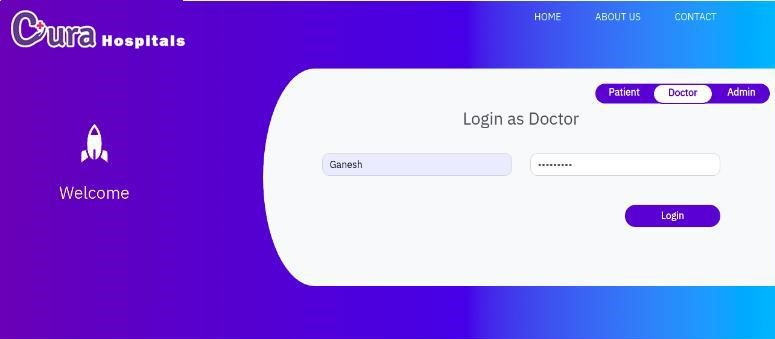 Cura Hospitals
HOME ABOUT US CONTACT
Patient Doctor Admin
Login as Doctor
Ganesh •••••••••
Login
Welcome